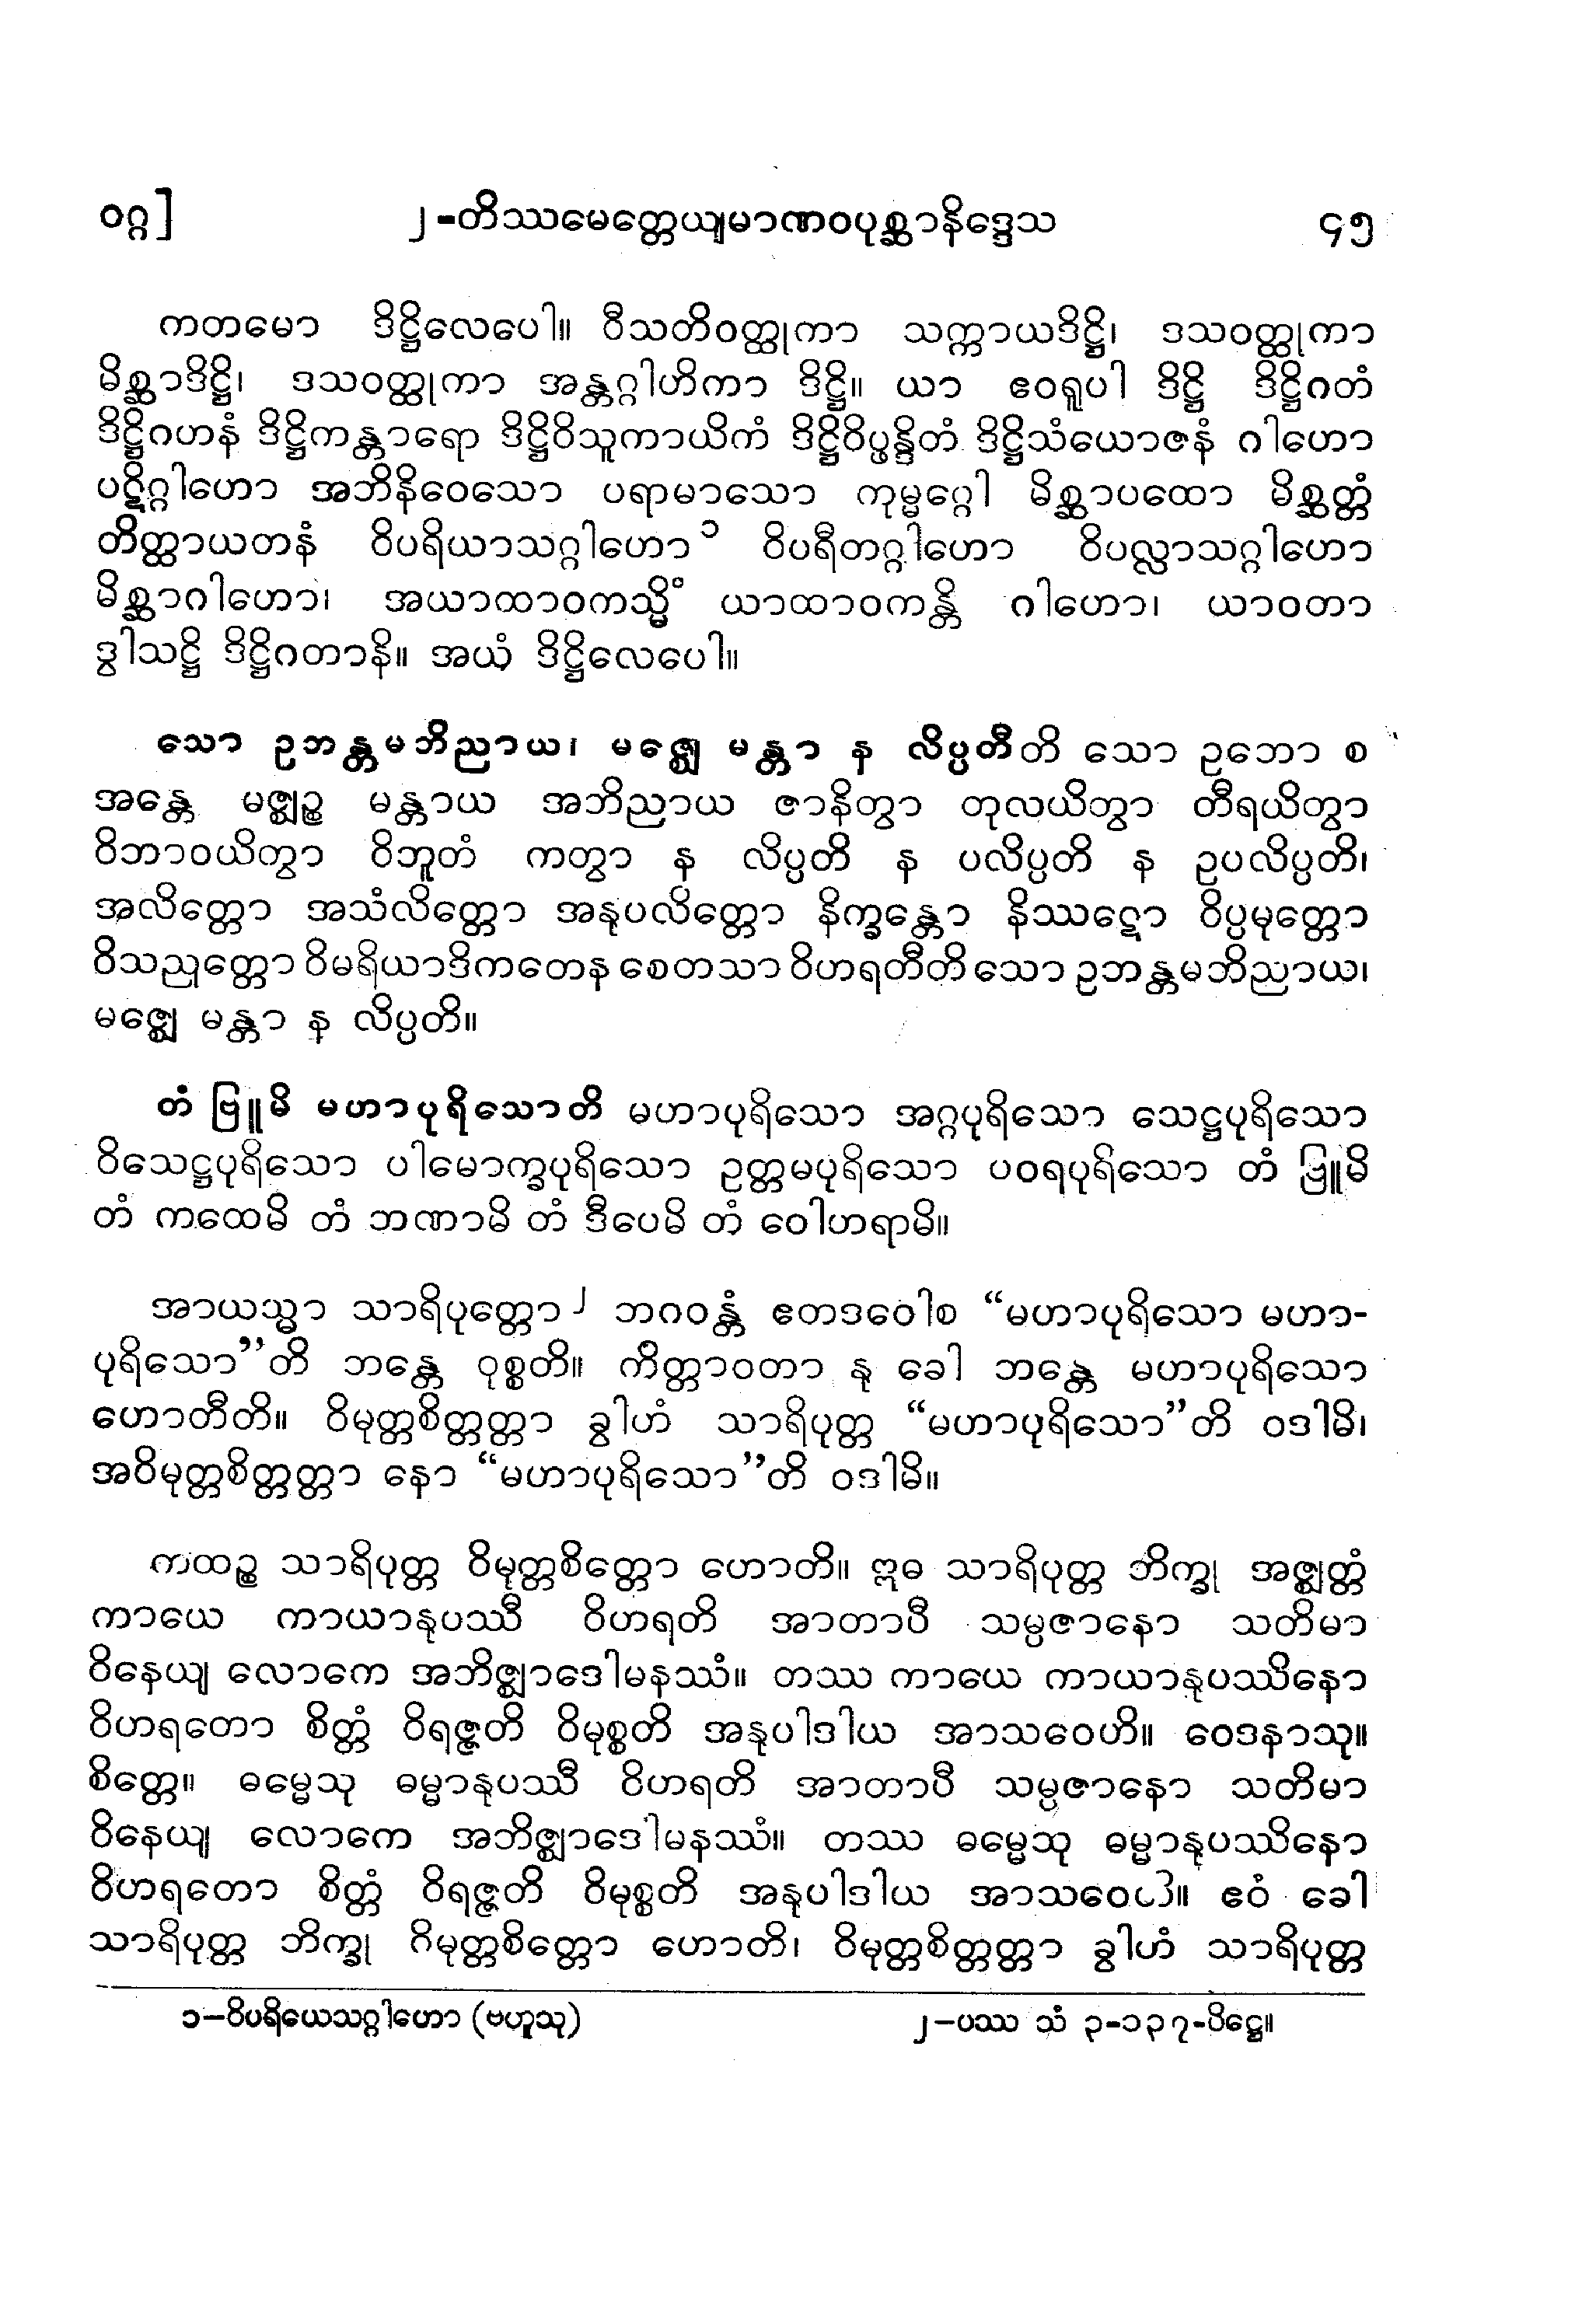 ဝဂ္ဂ]
၂-တိဿမေတ္တေယျမာဏဝပုစ္ဆာနိဒ္ဒေသ
၄၅
ကတမော ဒိဋ္ဌိလေပေါ။ ဝီသတိဝတ္ထုကာ သက္ကာယဒိဋ္ဌိ၊ ဒသဝတ္ထုကာ
မိစ္ဆာဒိဋ္ဌိ၊ ဒသဝတ္ထုကာ အန္တဂ္ဂါဟိကာ ဒိဋ္ဌိ။ ယာ ဧဝရူပါ ဒိဋ္ဌိ ဒိဋ္ဌိဂတံ
ဒိဋ္ဌိဂဟနံ ဒိဋ္ဌိကန္တာရော ဒိဋ္ဌိဝိသူကာယိကံ ဒိဋ္ဌိဝိပ္ဖန္ဒိတံ ဒိဋ္ဌိသံယောဇနံ ဂါဟော
ပဋိဂ္ဂါဟော အဘိနိဝေသော ပရာမာသော ကုမ္မဂ္ဂေါ မိစ္ဆာပထော မိစ္ဆတ္တံ
တိတ္ထာယတနံ ဝိပရိယာသဂ္ဂါဟော ၁ ဝိပရီတဂ္ဂါဟော ဝိပလ္လာသဂ္ဂါဟော
မိစ္ဆာဂါဟော၊ အယာထာဝကသ္မိံ ယာထာဝကန္တိ ဂါဟော၊ ယာဝတာ
ဒွါသဋ္ဌိ ဒိဋ္ဌိဂတာနိ။ အယံ ဒိဋ္ဌိလေပေါ။
သော ဥဘန္တမဘိညာယ၊ မဇ္ဈေ မန္တာ န လိပ္ပတီတိ သော ဥဘော စ
အန္တေ မဇ္ဈဉ္စ မန္တာယ အဘိညာယ ဇာနိတွာ တုလယိတွာ တီရယိတွာ
ဝိဘာဝယိတွာ ဝိဘူတံ ကတွာ န လိပ္ပတိ န ပလိပ္ပတိ န ဥပလိပ္ပတိ၊
အလိတ္တော အသံလိတ္တော အနုပလိတ္တော နိက္ခန္တော နိဿဋော ဝိပ္ပမုတ္တော
ဝိသညုတ္တော ဝိမရိယာဒိကတေန စေတသာ ဝိဟရတီတိ သော ဥဘန္တမဘိညာယ၊
မဇ္ဈေ မန္တာ န လိပ္ပတိ။
တံ ဗြူမိ မဟာပုရိသောတိ မဟာပုရိသော အဂ္ဂပုရိသော သေဋ္ဌပုရိသော
ဝိသေဋ္ဌပုရိသော ပါမောက္ခပုရိသော ဥတ္တမပုရိသော ပဝရပုရိသော တံ ဗြူမိ
တံ ကထေမိ တံ ဘဏာမိ တံ ဒီပေမိ တံ ဝေါဟရာမိ။
အာယသ္မာ သာရိပုတ္တော ၂ ဘဂဝန္တံ ဧတဒဝေါစ “မဟာပုရိသော မဟာ-
ပုရိသော”တိ ဘန္တေ ဝုစ္စတိ။ ကိတ္တာဝတာ နု ခေါ ဘန္တေ မဟာပုရိသော
ဟောတီတိ။ ဝိမုတ္တစိတ္တတ္တာ ခွါဟံ သာရိပုတ္တ “မဟာပုရိသော”တိ ဝဒါမိ၊
အဝိမုတ္တစိတ္တတ္တာ နော “မဟာပုရိသော”တိ ဝဒါမိ။
ကထဉ္စ သာရိပုတ္တ ဝိမုတ္တစိတ္တော ဟောတိ။ ဣဓ သာရိပုတ္တ ဘိက္ခု အဇ္ဈတ္တံ
ကာယေ ကာယာနုပဿီ ဝိဟရတိ အာတာပီ သမ္ပဇာနော သတိမာ
ဝိနေယျ လောကေ အဘိဇ္ဈာဒေါမနဿံ။ တဿ ကာယေ ကာယာနုပဿိနော
ဝိဟရတော စိတ္တံ ဝိရဇ္ဇတိ ဝိမုစ္စတိ အနုပါဒါယ အာသဝေဟိ။ ဝေဒနာသု။
စိတ္တေ။ ဓမ္မေသု ဓမ္မာနုပဿီ ဝိဟရတိ အာတာပီ သမ္ပဇာနော သတိမာ
ဝိနေယျ လောကေ အဘိဇ္ဈာဒေါမနဿံ။ တဿ ဓမ္မေသု ဓမ္မာနုပဿိနော
ဝိဟရတော စိတ္တံ ဝိရဇ္ဇတိ ဝိမုစ္စတိ အနုပါဒါယ အာသဝေဟိ။ ဧဝံ ခေါ
သာရိပုတ္တ ဘိက္ခု ဝိမုတ္တစိတ္တော ဟောတိ၊ ဝိမုတ္တစိတ္တတ္တာ ခွါဟံ သာရိပုတ္တ
၁-ဝိပရိယေသဂ္ဂါဟော (ဗဟူသု)
၂-ပဿ သံ ၃-၁၃၇-ပိဋ္ဌေ။